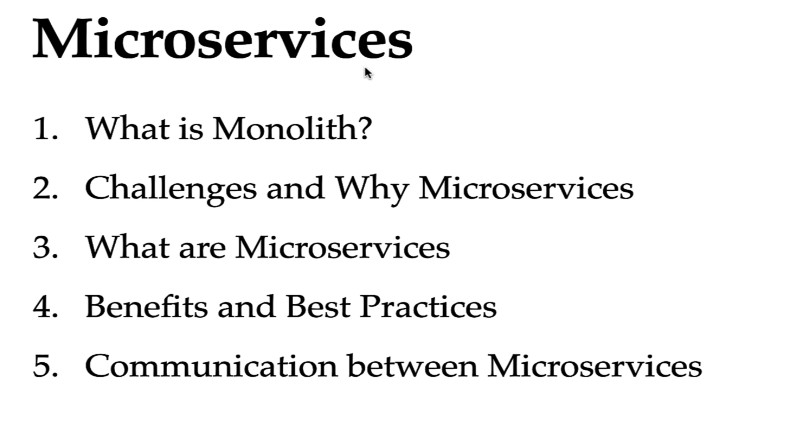 Microservices
1. What is Monolith?
2. Challenges and Why Microservices
3. What are Microservices
4. Benefits and Best Practices
5. Communication between Microservices